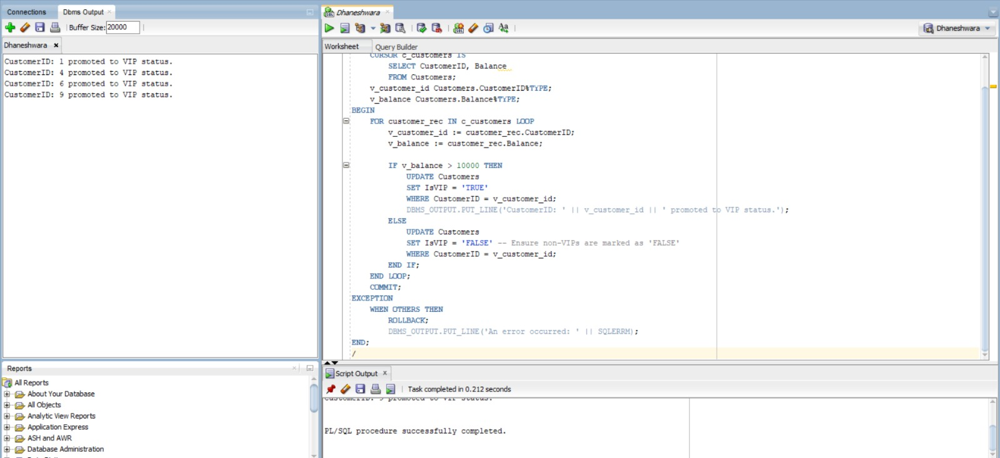 Connections
Dbms Output
Buffer Size: 20000
Dhaneshwara
CustomerID: 1 promoted to VIP status.
CustomerID: 4 promoted to VIP status.
CustomerID: 6 promoted to VIP status.
CustomerID: 9 promoted to VIP status.
Reports
All Reports
About Your Database
All Objects
Analytic View Reports
Application Express
ASH and AWR
Database Administration
Dhaneshwara
Dhaneshwara
Worksheet Query Builder
CURSOR c_customers IS
SELECT CustomerID, Balance
FROM Customers;
v_customer_id Customers.CustomerID%TYPE;
v_balance Customers.Balance%TYPE;
BEGIN
FOR customer_rec IN c_customers LOOP
v_customer_id := customer_rec.CustomerID;
v_balance := customer_rec.Balance;
IF v_balance > 10000 THEN
UPDATE Customers
SET IsVIP = 'TRUE'
WHERE CustomerID = v_customer_id;
DBMS_OUTPUT.PUT_LINE('CustomerID: ' || v_customer_id || ' promoted to VIP status.');
ELSE
UPDATE Customers
SET IsVIP = 'FALSE' -- Ensure non-VIPs are marked as 'FALSE'
WHERE CustomerID = v_customer_id;
END IF;
END LOOP;
COMMIT;
EXCEPTION
WHEN OTHERS THEN
ROLLBACK;
DBMS_OUTPUT.PUT_LINE('An error occurred: ' || SQLERRM);
END;
/
Script Output
Task completed in 0.212 seconds
CustomerID: 9 promoted to VIP status.
PL/SQL procedure successfully completed.